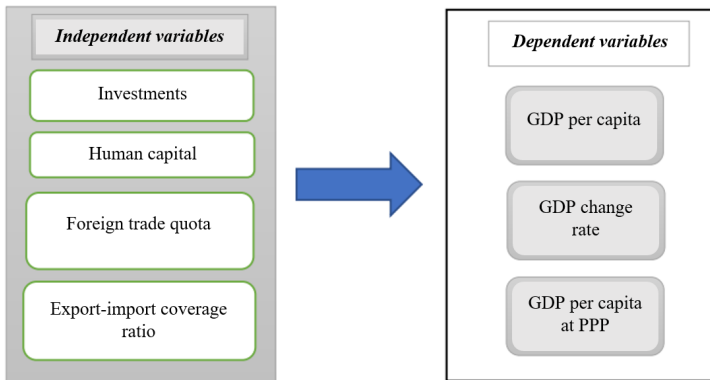 Independent variables
Investments
Human capital
Foreign trade quota
Export-import coverage
ratio
Dependent variables
GDP per capita
GDP change
rate
GDP per capita
at PPP